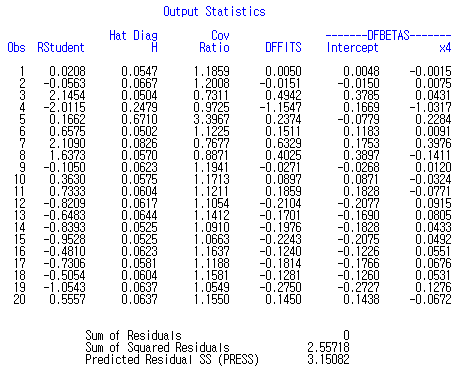 Output Statistics
Hat Diag Cov -------DFBETAS-------
Obs RStudent H Ratio DFFITS Intercept x4
1 0.0208 0.0547 1.1859 0.0050 0.0048 -0.0015
2 -0.0563 0.0667 1.2008 -0.0151 -0.0150 0.0075
3 2.1454 0.0504 0.7311 0.4942 0.3785 0.0431
4 -2.0115 0.2479 0.9725 -1.1547 0.1669 -1.0317
5 0.1662 0.6710 3.3967 0.2374 -0.0779 0.2284
6 0.6575 0.0502 1.1225 0.1511 0.1183 0.0091
7 2.1090 0.0826 0.7677 0.6329 0.1753 0.3976
8 1.6373 0.0570 0.8871 0.4025 0.3897 -0.1411
9 -0.1050 0.0623 1.1941 -0.0271 -0.0268 0.0120
10 0.3630 0.0575 1.1713 0.0897 0.0871 -0.0324
11 0.7333 0.0604 1.1211 0.1859 0.1828 -0.0771
12 -0.8209 0.0617 1.1054 -0.2104 -0.2077 0.0915
13 -0.6483 0.0644 1.1412 -0.1701 -0.1690 0.0805
14 -0.8393 0.0525 1.0910 -0.1976 -0.1828 0.0433
15 -0.9528 0.0525 1.0663 -0.2243 -0.2075 0.0492
16 -0.4810 0.0623 1.1637 -0.1240 -0.1226 0.0551
17 -0.7306 0.0581 1.1188 -0.1814 -0.1766 0.0676
18 -0.5054 0.0604 1.1581 -0.1281 -0.1260 0.0531
19 -1.0543 0.0637 1.0549 -0.2750 -0.2727 0.1276
20 0.5557 0.0637 1.1550 0.1450 0.1438 -0.0672
Sum of Residuals 0
Sum of Squared Residuals 2.55718
Predicted Residual SS (PRESS) 3.15082